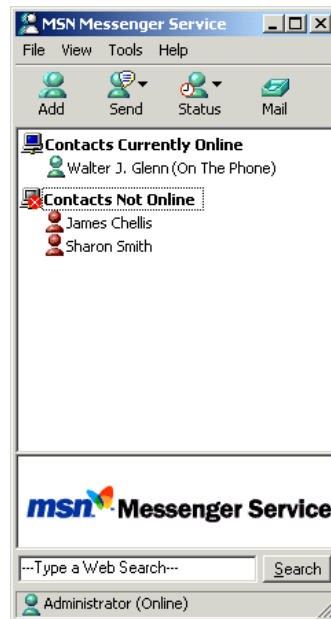 MSN Messenger Service
File View Tools Help
Add Send Status Mail
Contacts Currently Online
Walter J. Glenn (On The Phone)
Contacts Not Online
James Chellis
Sharon Smith
msn Messenger Service
---Type a Web Search--- Search
Administrator (Online)